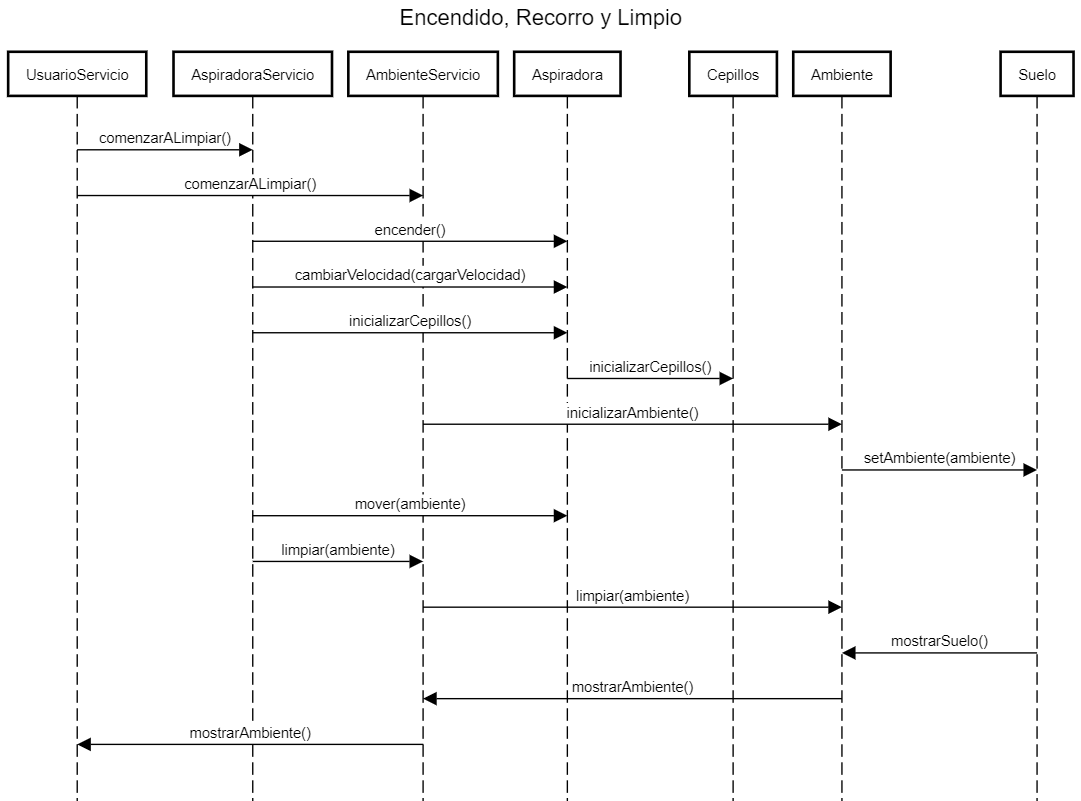 Encendido, Recorro y Limpio
UsuarioServicio
AspiradoraServicio
AmbienteServicio
Aspiradora
Cepillos
Ambiente
Suelo
comenzarALimpiar()
comenzarALimpiar()
encender()
cambiarVelocidad(cargarVelocidad)
inicializarCepillos()
inicializarCepillos()
inicializarAmbiente()
setAmbiente(ambiente)
mover(ambiente)
limpiar(ambiente)
limpiar(ambiente)
mostrarSuelo()
mostrarAmbiente()
mostrarAmbiente()